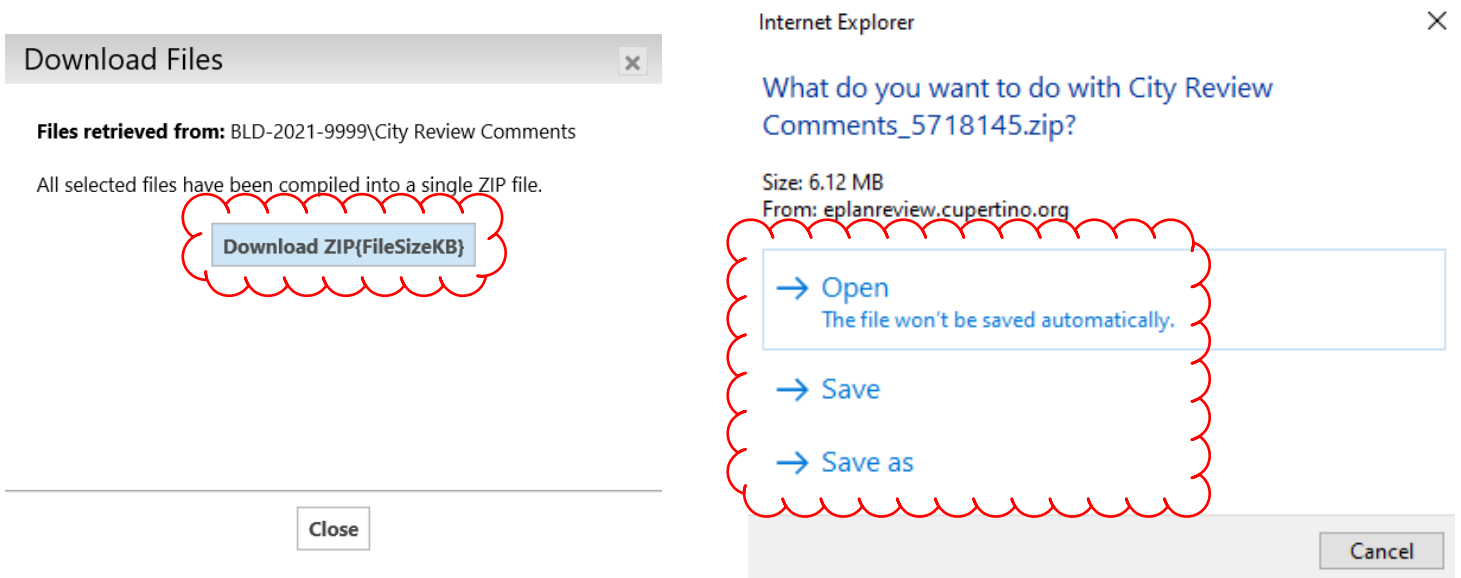 Download Files
Files retrieved from: BLD-2021-9999\City Review Comments
All selected files have been compiled into a single ZIP file.
Download ZIP{FileSizeKB}
Close
Internet Explorer
What do you want to do with City Review
Comments_5718145.zip?
Size: 6.12 MB
From: eplanreview.cupertino.org
Open
The file won't be saved automatically.
Save
Save as
Cancel